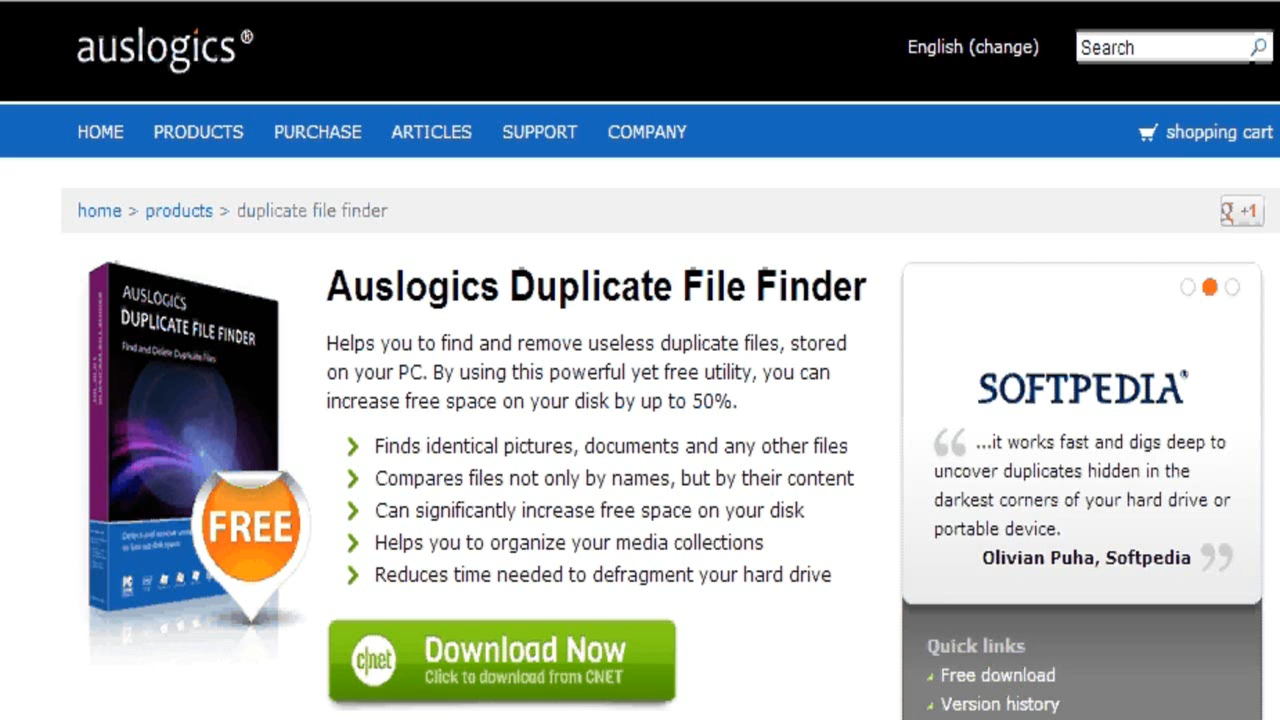 auslogics®
English (change)
Search
HOME PRODUCTS PURCHASE ARTICLES SUPPORT COMPANY
shopping cart
home > products > duplicate file finder
g +1
AUSLOGICS
DUPLICATE FILE FINDER
Find and Delete Duplicate Files
FREE
Auslogics Duplicate File Finder
Helps you to find and remove useless duplicate files, stored
on your PC. By using this powerful yet free utility, you can
increase free space on your disk by up to 50%.
Finds identical pictures, documents and any other files
Compares files not only by names, but by their content
Can significantly increase free space on your disk
Helps you to organize your media collections
Reduces time needed to defragment your hard drive
c|net
Download Now
Click to download from CNET
SOFTPEDIA®
“ ...it works fast and digs deep to
uncover duplicates hidden in the
darkest corners of your hard drive or
portable device.
Olivian Puha, Softpedia ”
Quick links
Free download
Version history